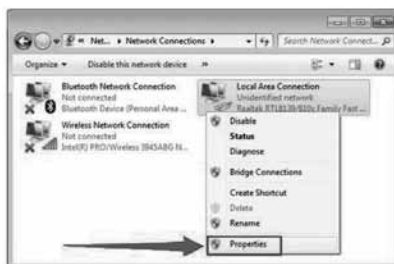 Net... ▸ Network Connections ▸
Search Network Connect...
Organize ▾ Disable this network device »
Bluetooth Network Connection
Not connected
Bluetooth Device (Personal Area ...
Local Area Connection
Unidentified network
Realtek RTL8139/810x Family Fast ...
Wireless Network Connection
Not connected
Intel(R) PRO/Wireless 3945ABG N...
Disable
Status
Diagnose
Bridge Connections
Create Shortcut
Delete
Rename
Properties